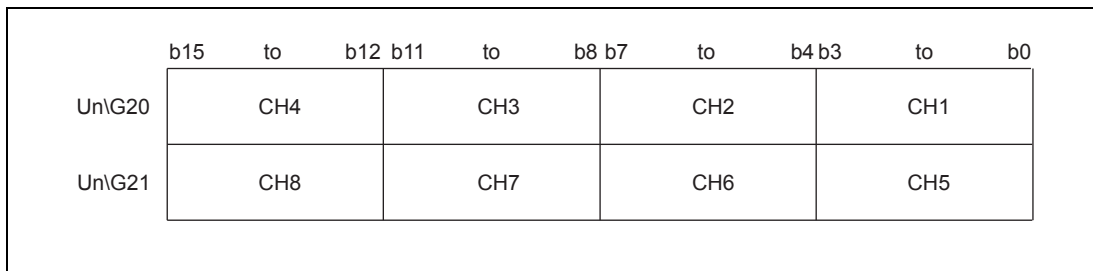 b15 to b12 b11 to b8 b7 to b4 b3 to b0
Un\G20 CH4 CH3 CH2 CH1
Un\G21 CH8 CH7 CH6 CH5